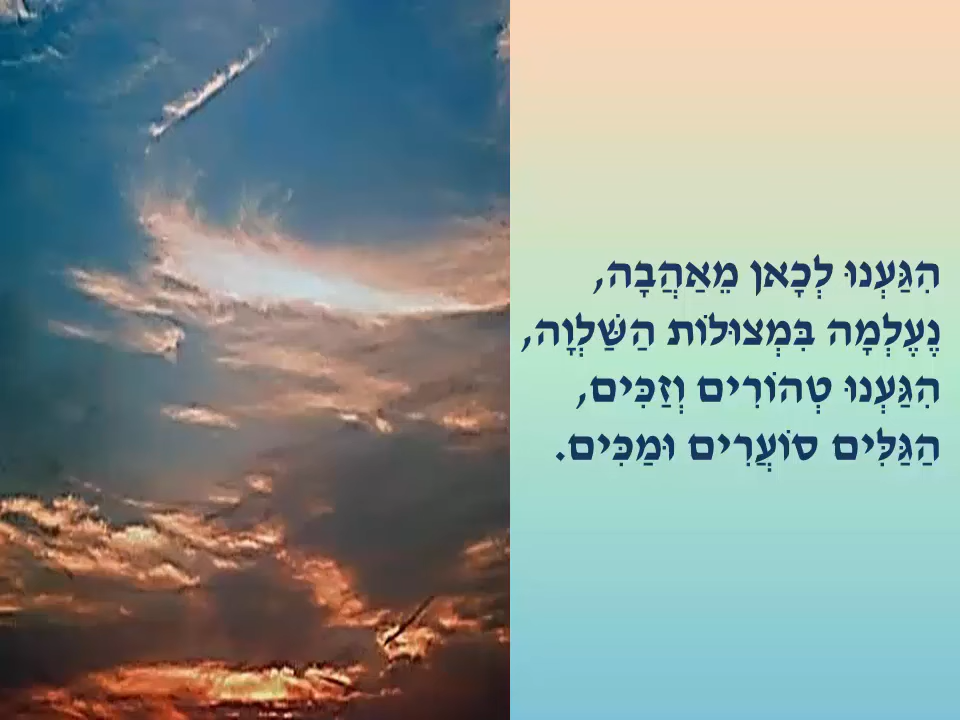 הִגַּעְנוּ לְכָאן מֵאַהֲבָה,
נֶעֶלְמָה בִּמְצוּלוֹת הַשַּׁלְוָה,
הִגַּעְנוּ טְהוֹרִים וְזַכִּים,
הַגַּלִּים סוֹעֲרִים וּמַכִּים.